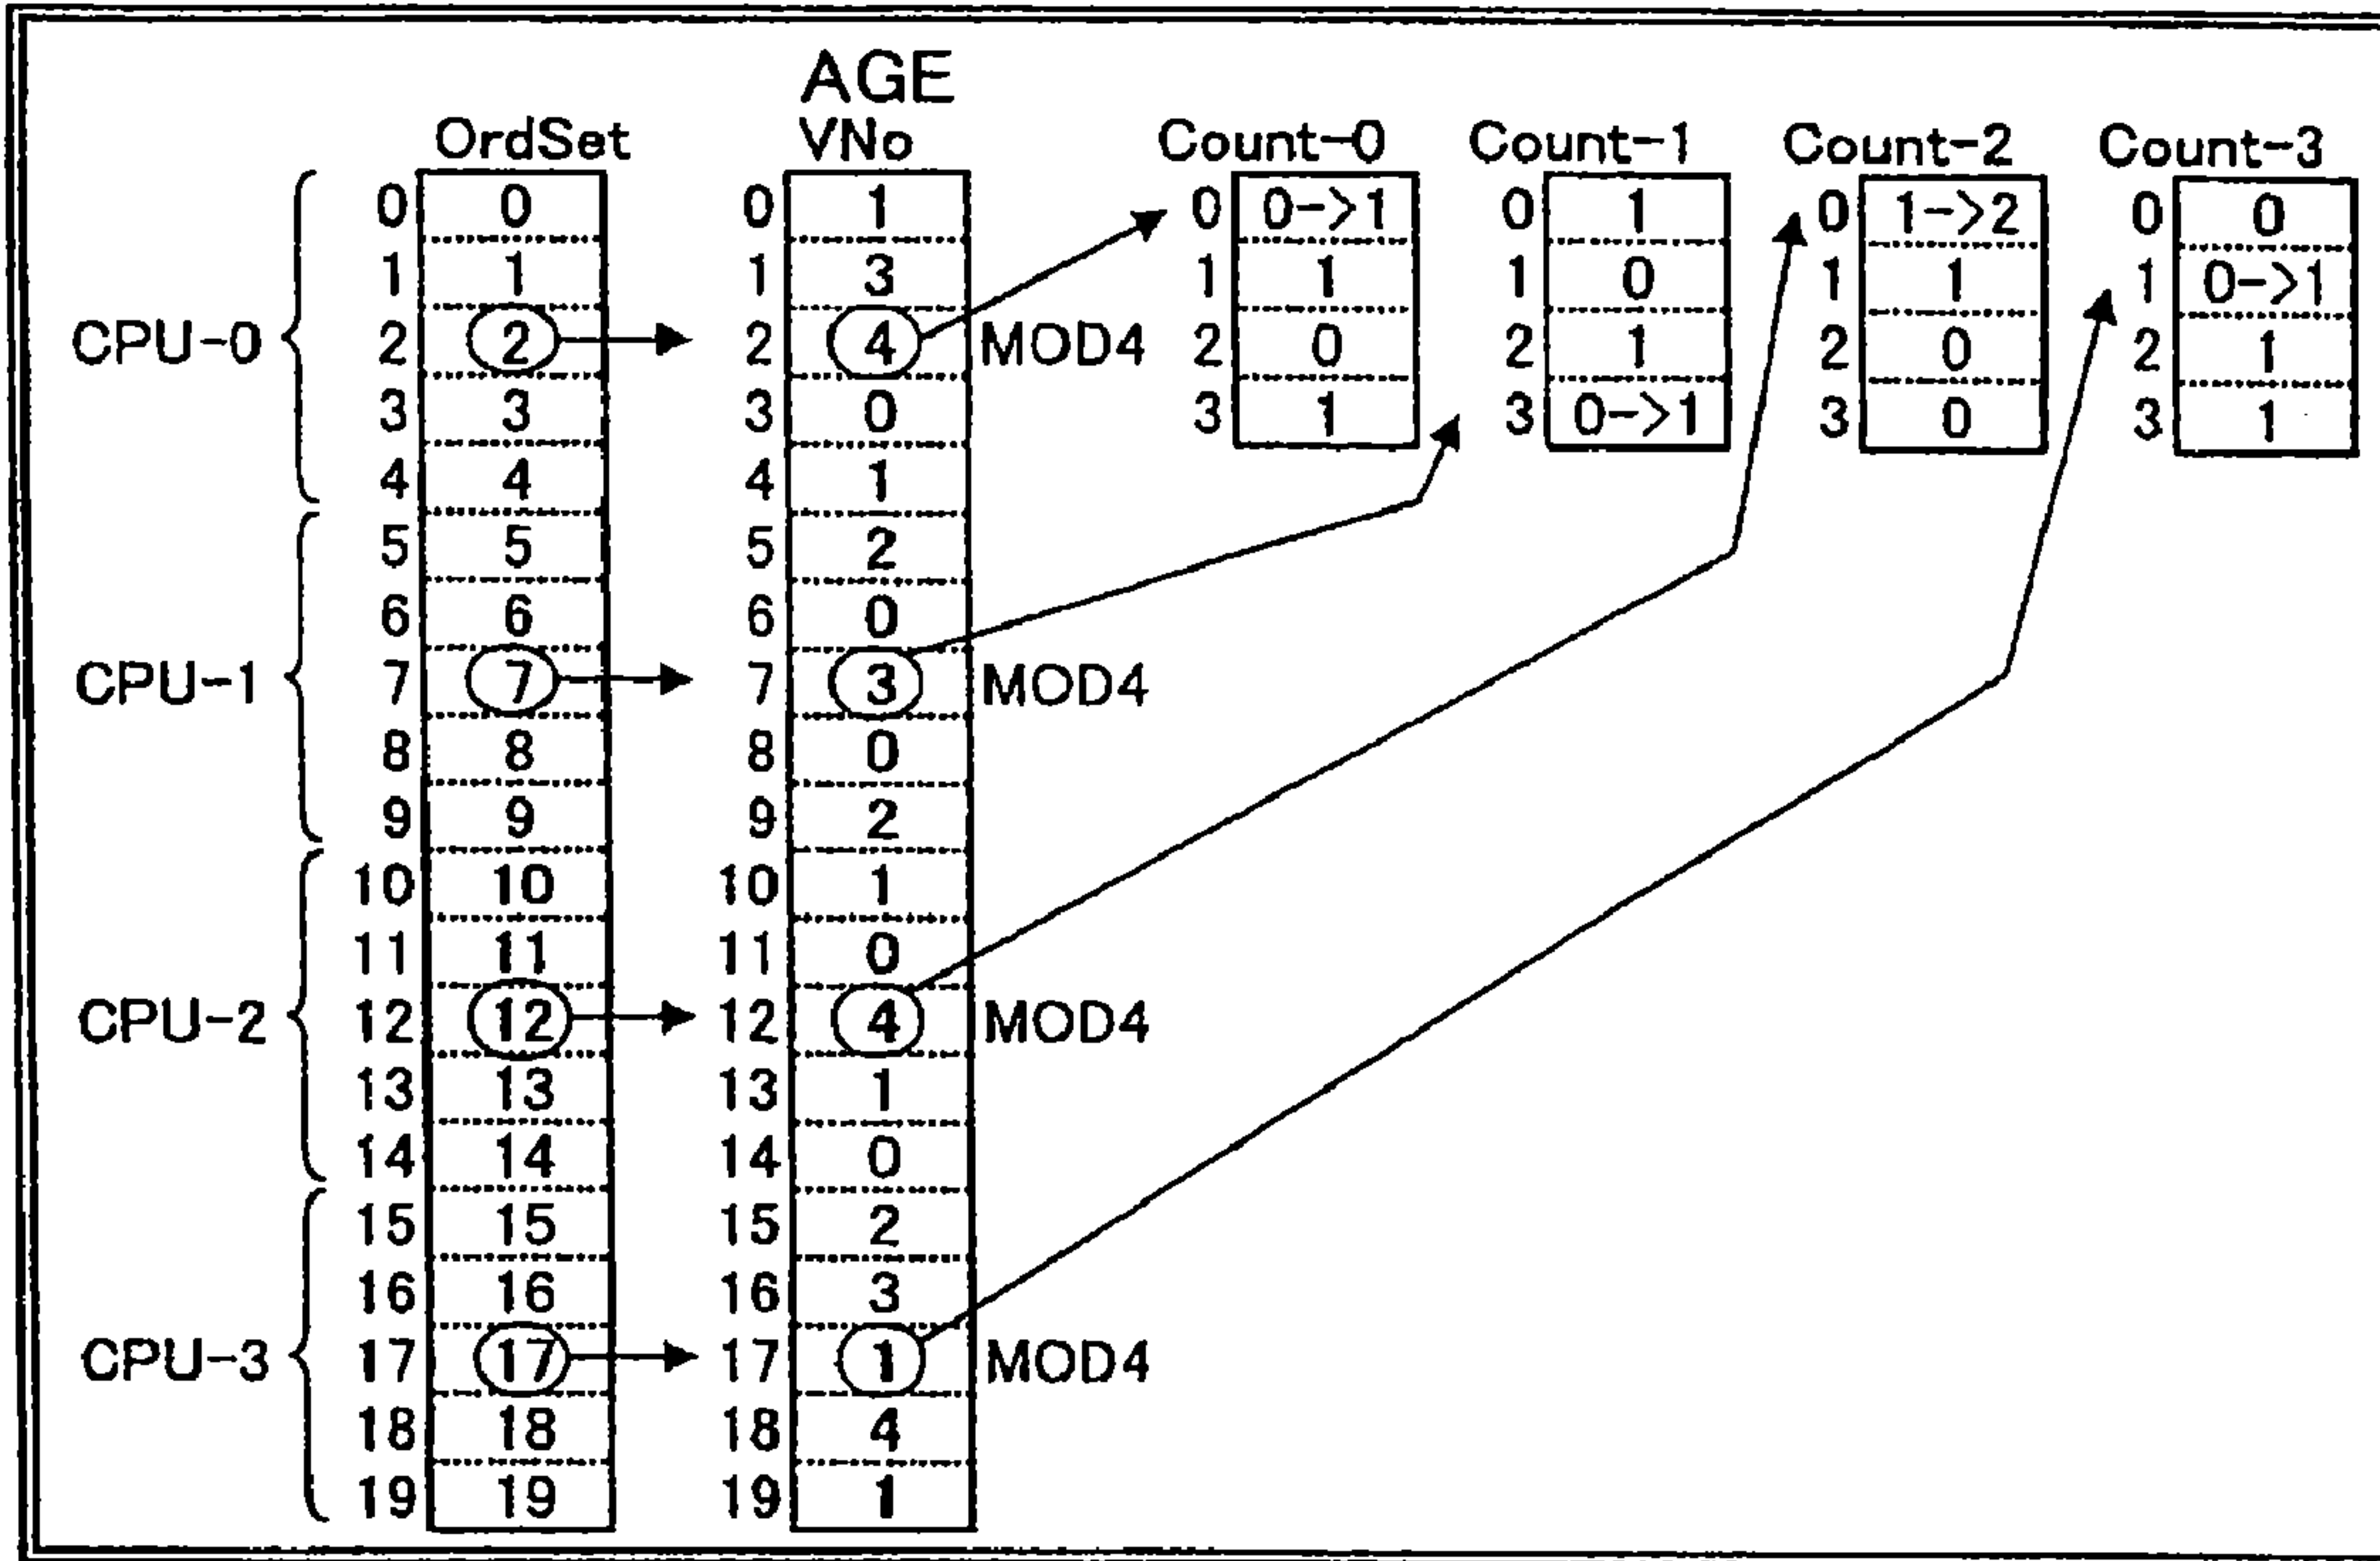 AGE
OrdSet VNo Count-0 Count-1 Count-2 Count-3
0 0 0 1 0 0->1 0 1 0 1->2 0 0
1 1 1 3 1 1 1 0 1 1 1 0->1
CPU-0 2 2 2 4 MOD4 2 0 2 1 2 0 2 1
3 3 3 0 3 1 3 0->1 3 0 3 1
4 4 4 1
5 5 5 2
6 6 6 0
CPU-1 7 7 7 3 MOD4
8 8 8 0
9 9 9 2
10 10 10 1
11 11 11 0
CPU-2 12 12 12 4 MOD4
13 13 13 1
14 14 14 0
15 15 15 2
16 16 16 3
CPU-3 17 17 17 1 MOD4
18 18 18 4
19 19 19 1